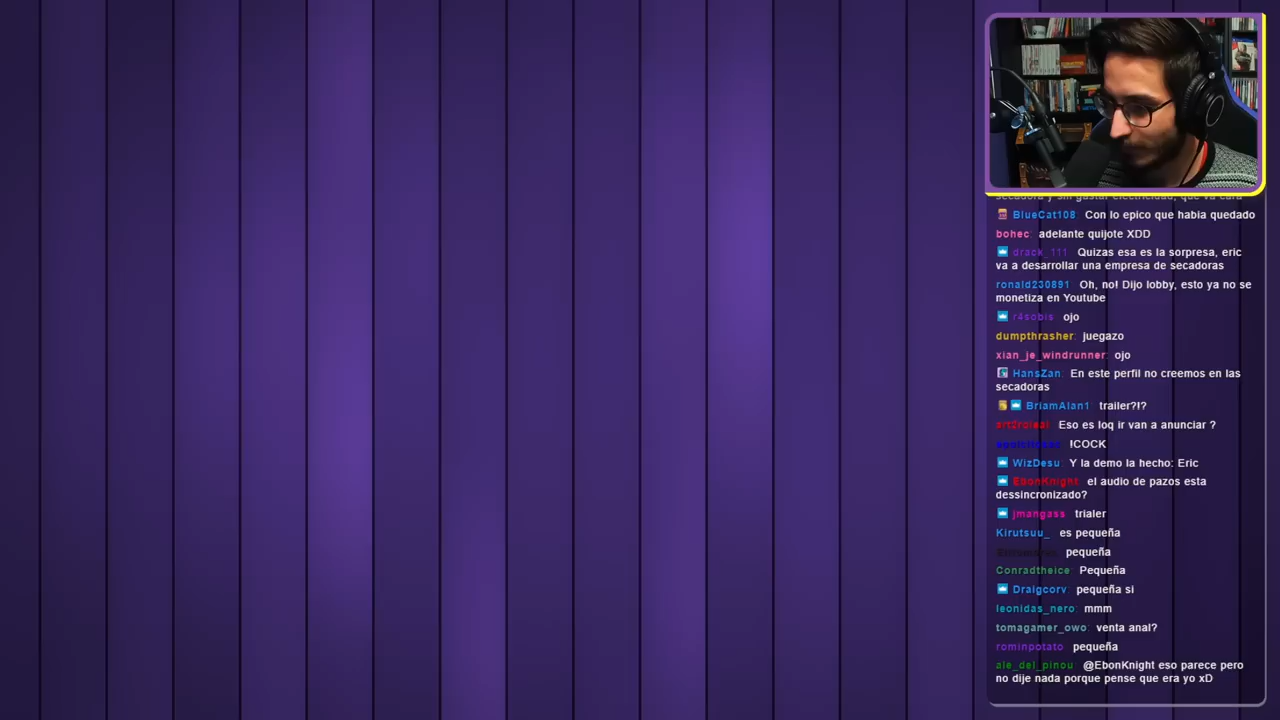 BlueCat108: Con lo epico que habia quedado
bohec: adelante quijote XDD
drack_111: Quizas esa es la sorpresa, eric
va a desarrollar una empresa de secadoras
ronald230891: Oh, no! Dijo lobby, esto ya no se
monetiza en Youtube
r4sobis: ojo
dumpthrasher: juegazo
xian_je_windrunner: ojo
HansZan: En este perfil no creemos en las
secadoras
BriamAlan1: trailer?!?
Eso es loq ir van a anunciar ?
!COCK
WizDesu: Y la demo la hecho: Eric
EbonKnight: el audio de pazos esta
dessincronizado?
jmangass: trialer
Kirutsuu_: es pequeña
pequeña
Conradtheice: Pequeña
Draigcorv: pequeña si
leonidas_nero: mmm
tomagamer_owo: venta anal?
rominpotato: pequeña
ale_del_pinou: @EbonKnight eso parece pero
no dije nada porque pense que era yo xD